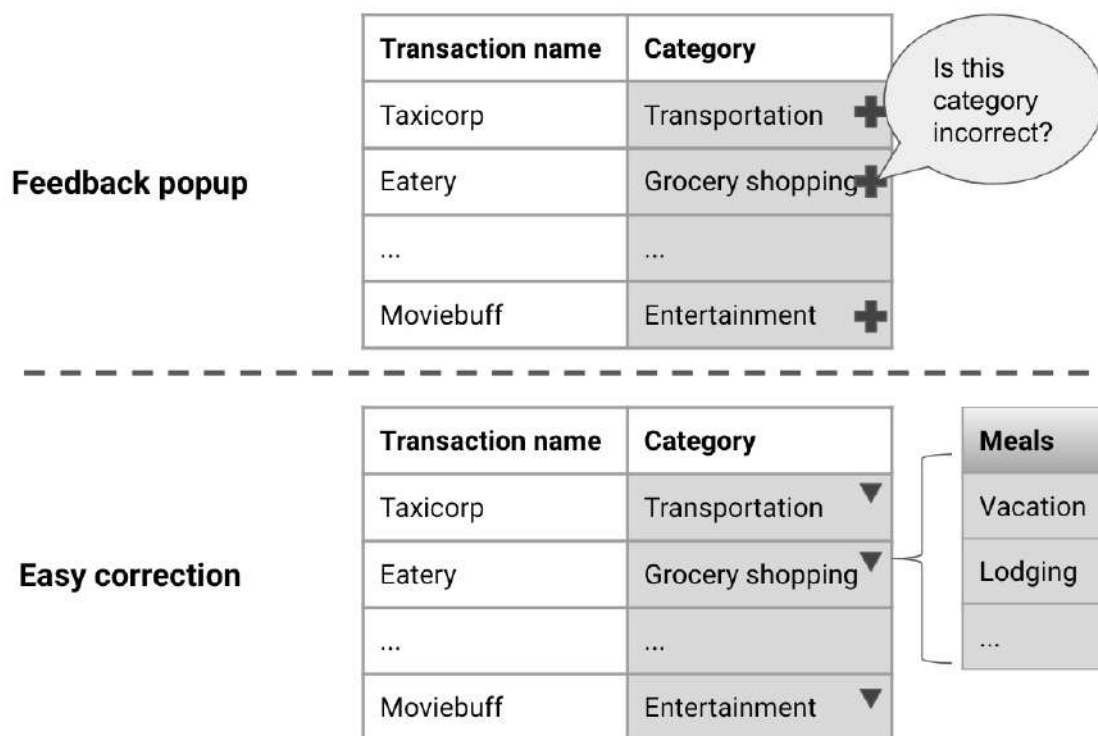 Transaction name Category
Taxicorp Transportation
Is this
category
incorrect?
Feedback popup
Eatery Grocery shopping
... ...
Moviebuff Entertainment
Transaction name Category
Meals
Taxicorp Transportation
Vacation
Easy correction
Eatery Grocery shopping
Lodging
... ...
...
Moviebuff Entertainment